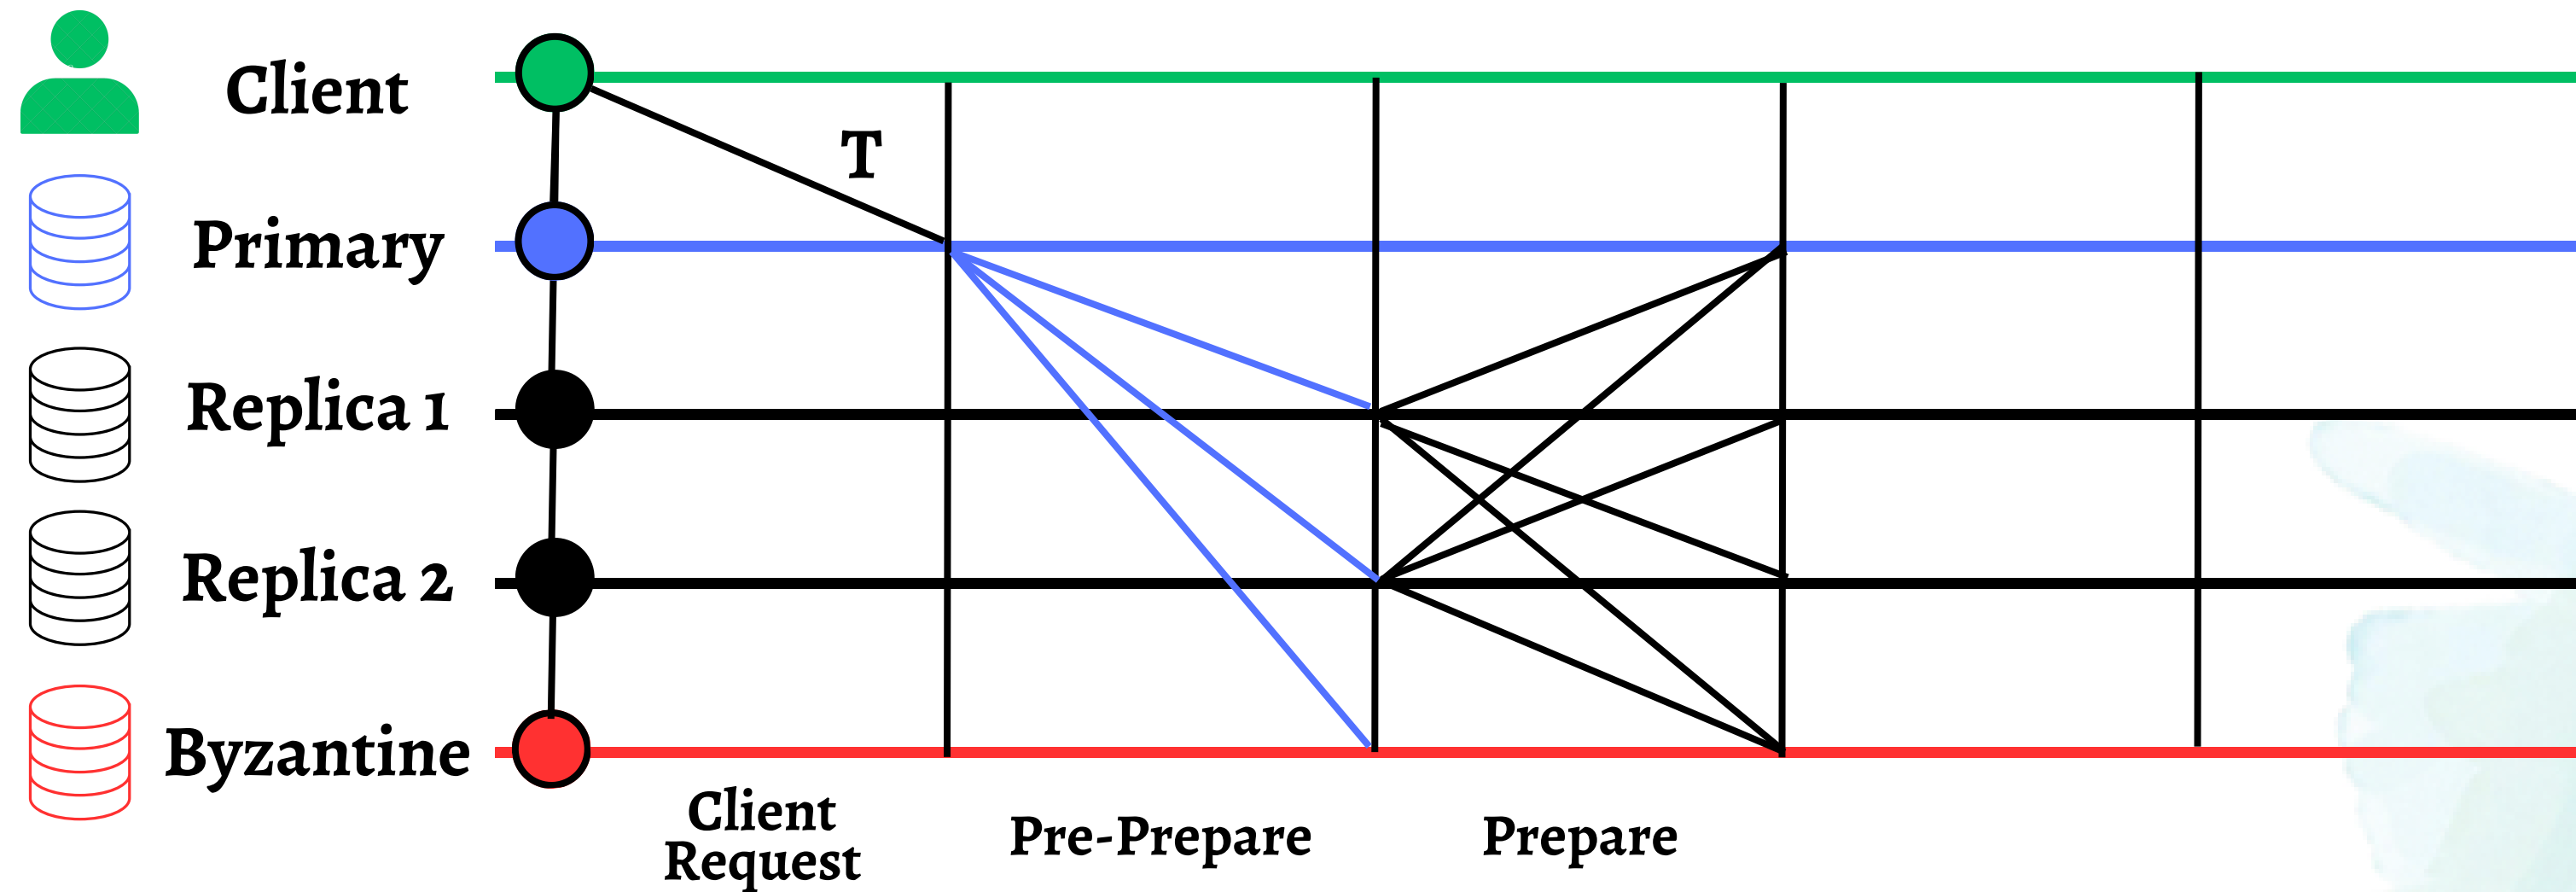 Client
T
Primary
Replica 1
Replica 2
Byzantine
Client
Request
Pre-Prepare
Prepare